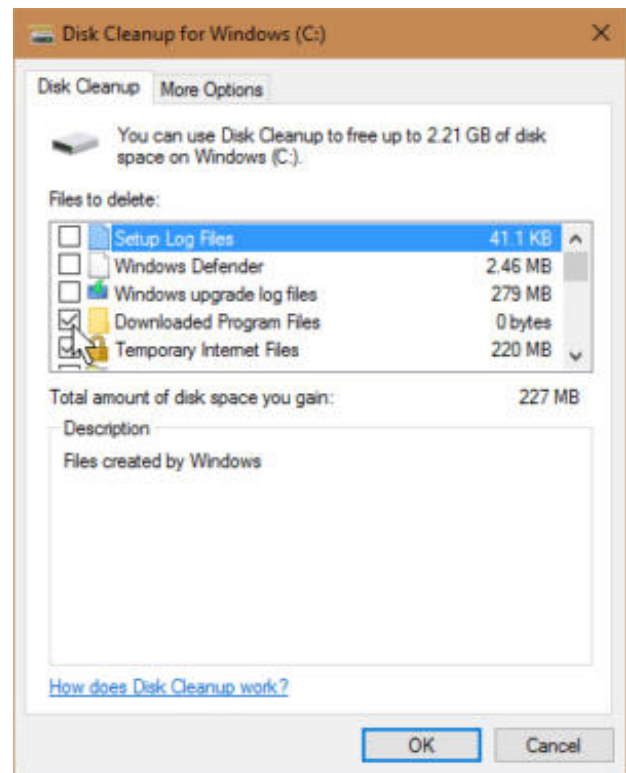 Disk Cleanup for Windows (C:)
Disk Cleanup More Options
You can use Disk Cleanup to free up to 2.21 GB of disk
space on Windows (C:).
Files to delete:
Setup Log Files 41.1 KB
Windows Defender 2.46 MB
Windows upgrade log files 279 MB
Downloaded Program Files 0 bytes
Temporary Internet Files 220 MB
Total amount of disk space you gain: 227 MB
Description
Files created by Windows
How does Disk Cleanup work?
OK Cancel